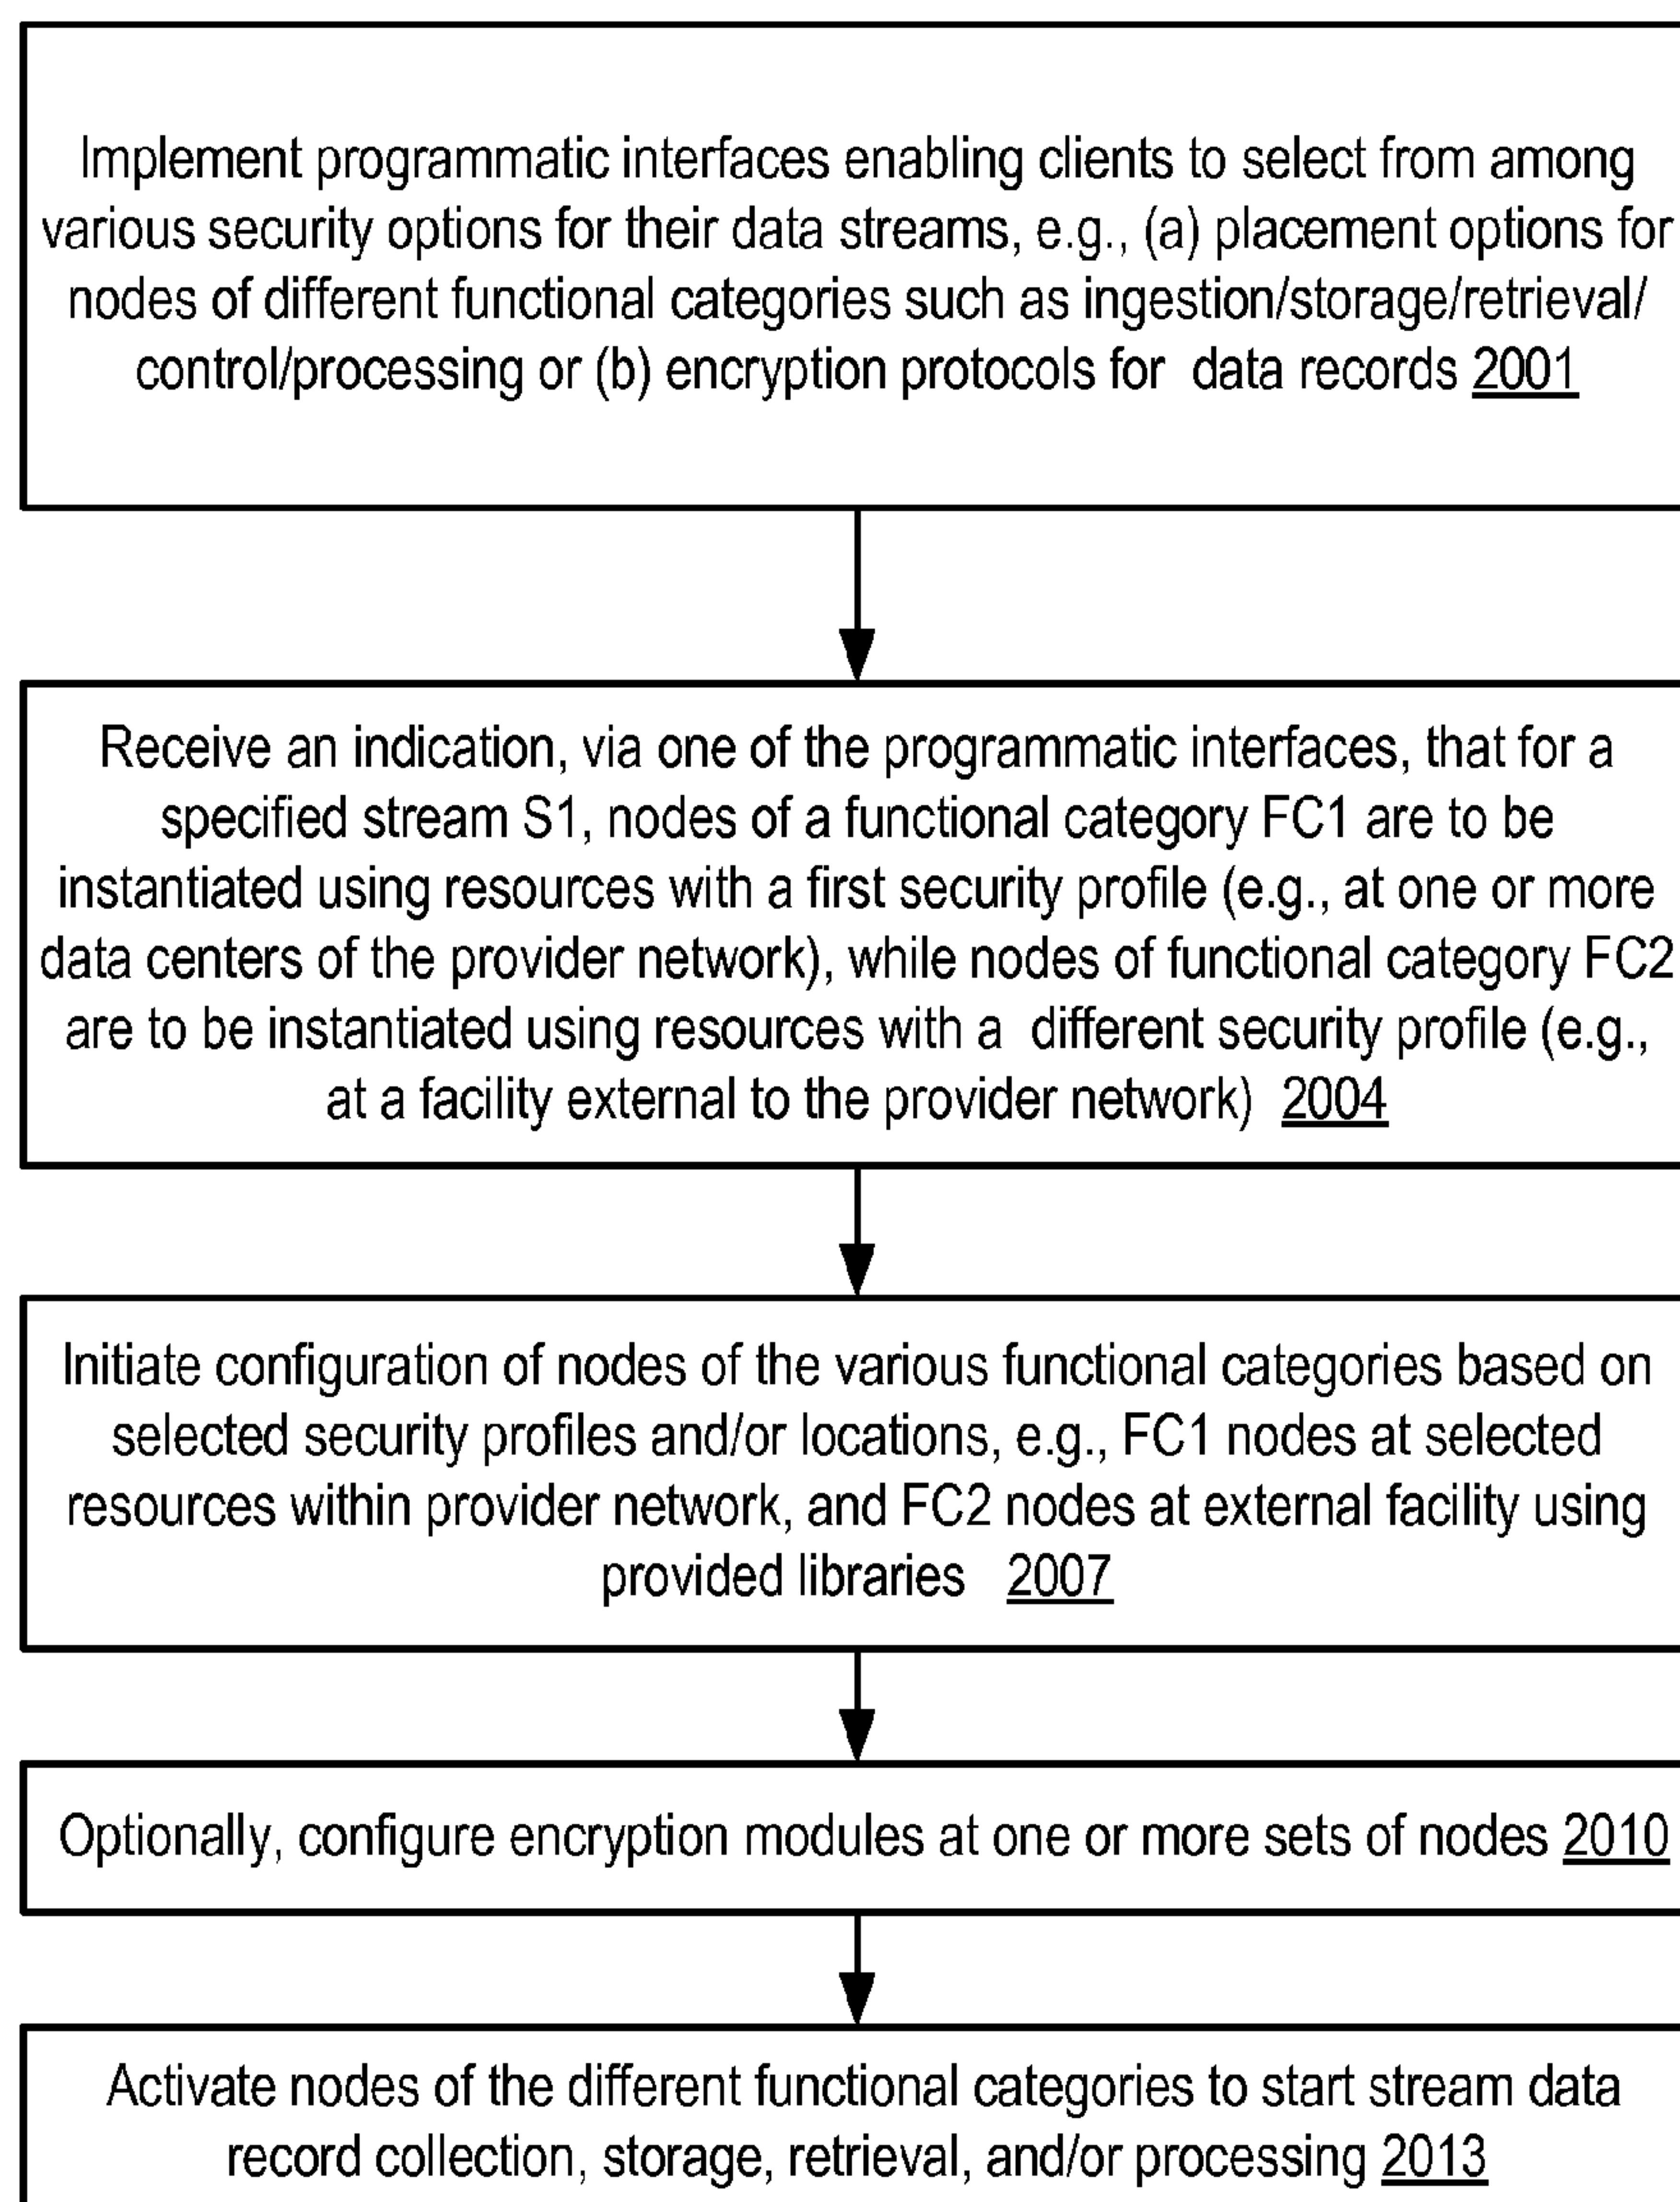 Implement programmatic interfaces enabling clients to select from among
various security options for their data streams, e.g., (a) placement options for
nodes of different functional categories such as ingestion/storage/retrieval/
control/processing or (b) encryption protocols for data records 2001
Receive an indication, via one of the programmatic interfaces, that for a
specified stream S1, nodes of a functional category FC1 are to be
instantiated using resources with a first security profile (e.g., at one or more
data centers of the provider network), while nodes of functional category FC2
are to be instantiated using resources with a different security profile (e.g.,
at a facility external to the provider network) 2004
Initiate configuration of nodes of the various functional categories based on
selected security profiles and/or locations, e.g., FC1 nodes at selected
resources within provider network, and FC2 nodes at external facility using
provided libraries 2007
Optionally, configure encryption modules at one or more sets of nodes 2010
Activate nodes of the different functional categories to start stream data
record collection, storage, retrieval, and/or processing 2013